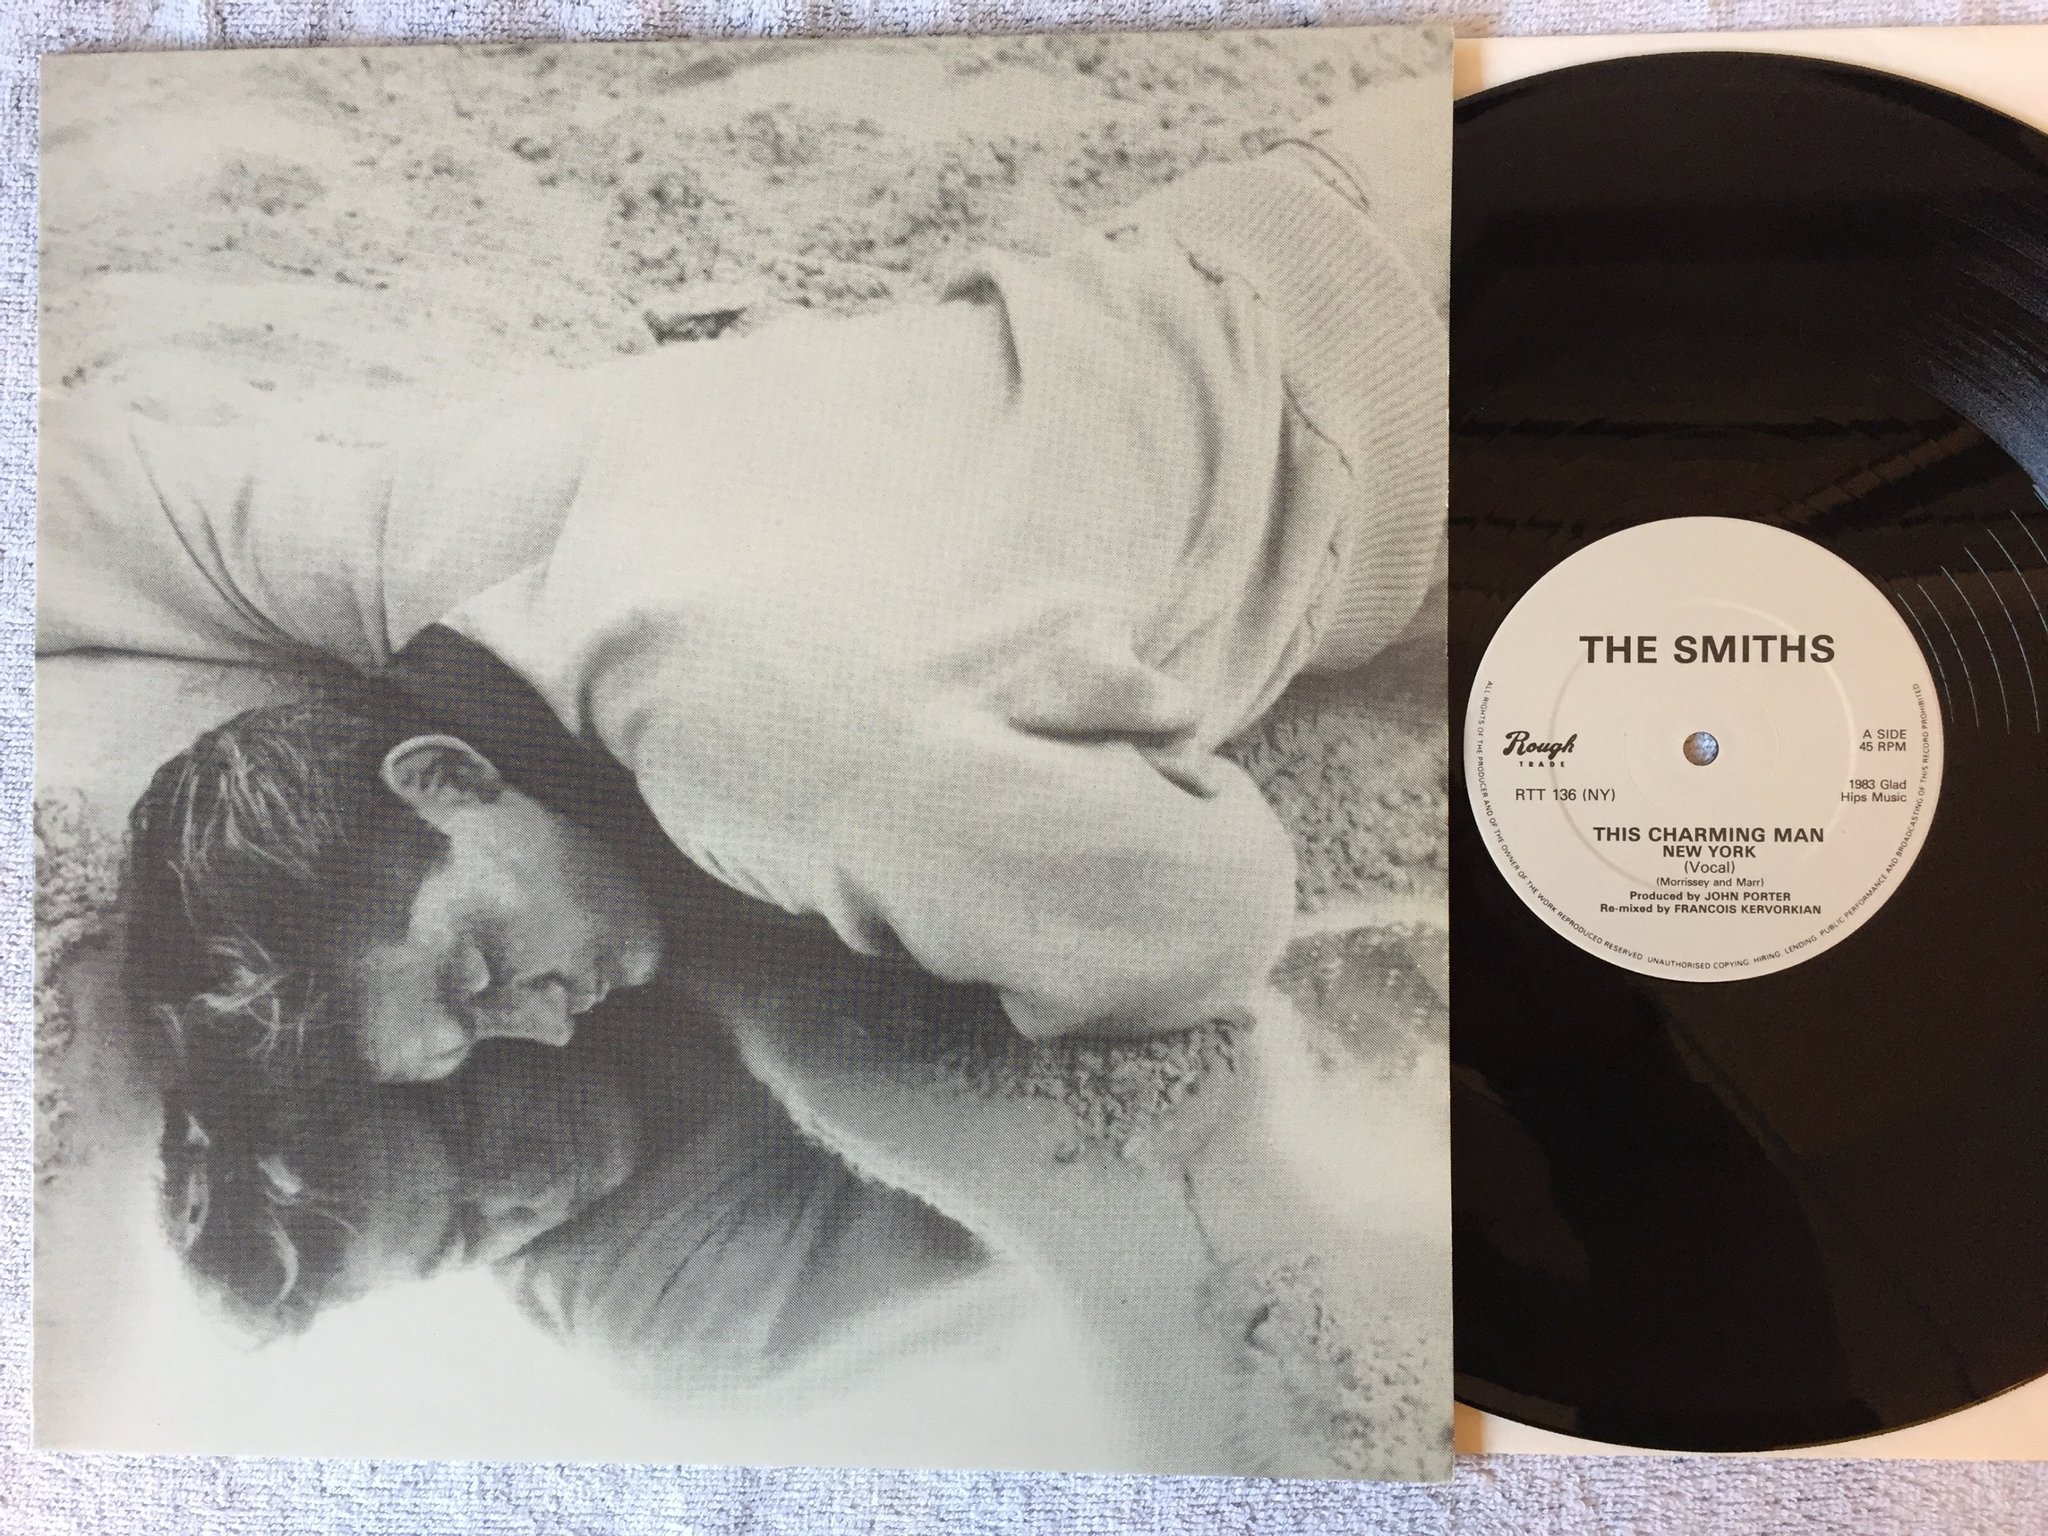 THE SMITHS
Rough
TRADE
A SIDE
45 RPM
RTT 136 (NY)
1983 Glad
Hips Music
THIS CHARMING MAN
NEW YORK
(Vocal)
(Morrissey and Marr)
Produced by JOHN PORTER
Re-mixed by FRANCOIS KERVORKIAN
ALL RIGHTS OF THE PRODUCER AND OF THE OWNER OF THE WORK REPRODUCED RESERVED. UNAUTHORISED COPYING, HIRING, LENDING, PUBLIC PERFORMANCE AND BROADCASTING OF THIS RECORD PROHIBITED